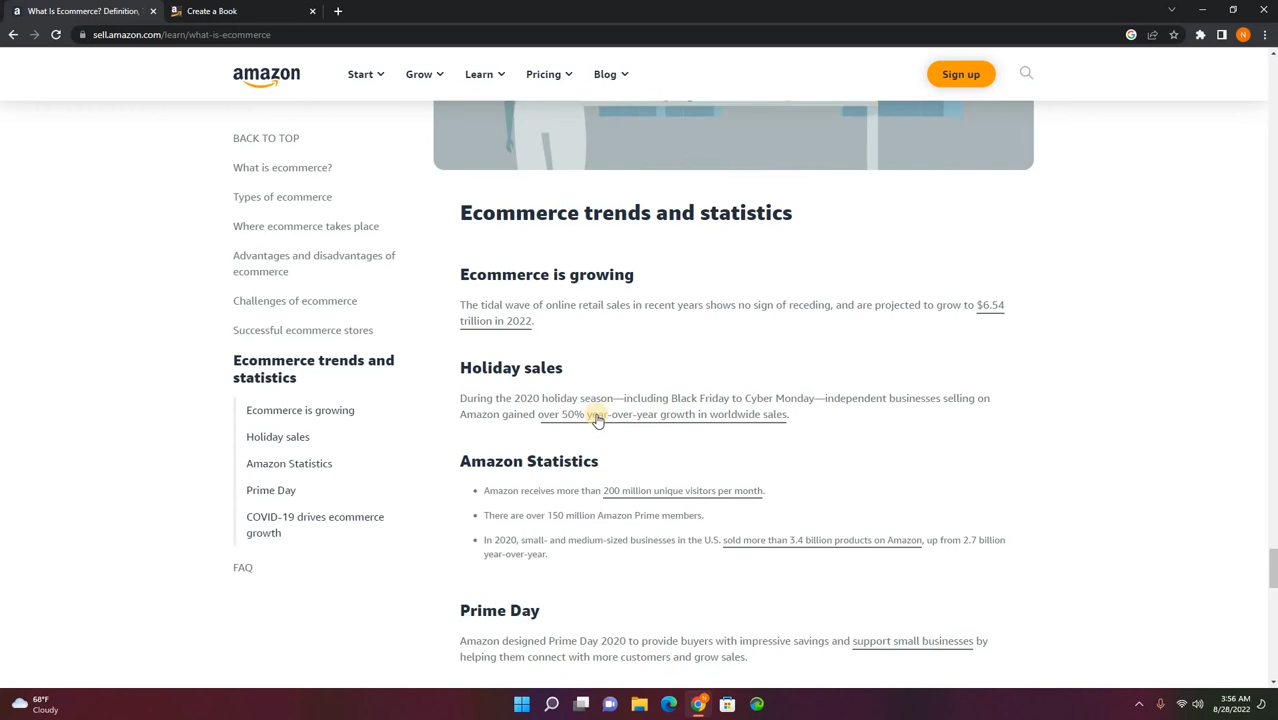 What Is Ecommerce? Definition,
Create a Book
sell.amazon.com/learn/what-is-ecommerce
N
amazon
Start
Grow
Learn
Pricing
Blog
Sign up
BACK TO TOP
What is ecommerce?
Types of ecommerce
Where ecommerce takes place
Advantages and disadvantages of
ecommerce
Challenges of ecommerce
Successful ecommerce stores
Ecommerce trends and
statistics
Ecommerce is growing
Holiday sales
Amazon Statistics
Prime Day
COVID-19 drives ecommerce
growth
FAQ
Ecommerce trends and statistics
Ecommerce is growing
The tidal wave of online retail sales in recent years shows no sign of receding, and are projected to grow to $6.54
trillion in 2022.
Holiday sales
During the 2020 holiday season—including Black Friday to Cyber Monday—independent businesses selling on
Amazon gained over 50% year-over-year growth in worldwide sales.
Amazon Statistics
• Amazon receives more than 200 million unique visitors per month.
• There are over 150 million Amazon Prime members.
• In 2020, small- and medium-sized businesses in the U.S. sold more than 3.4 billion products on Amazon, up from 2.7 billion
year-over-year.
Prime Day
Amazon designed Prime Day 2020 to provide buyers with impressive savings and support small businesses by
helping them connect with more customers and grow sales.
68°F
Cloudy
3:56 AM
8/28/2022